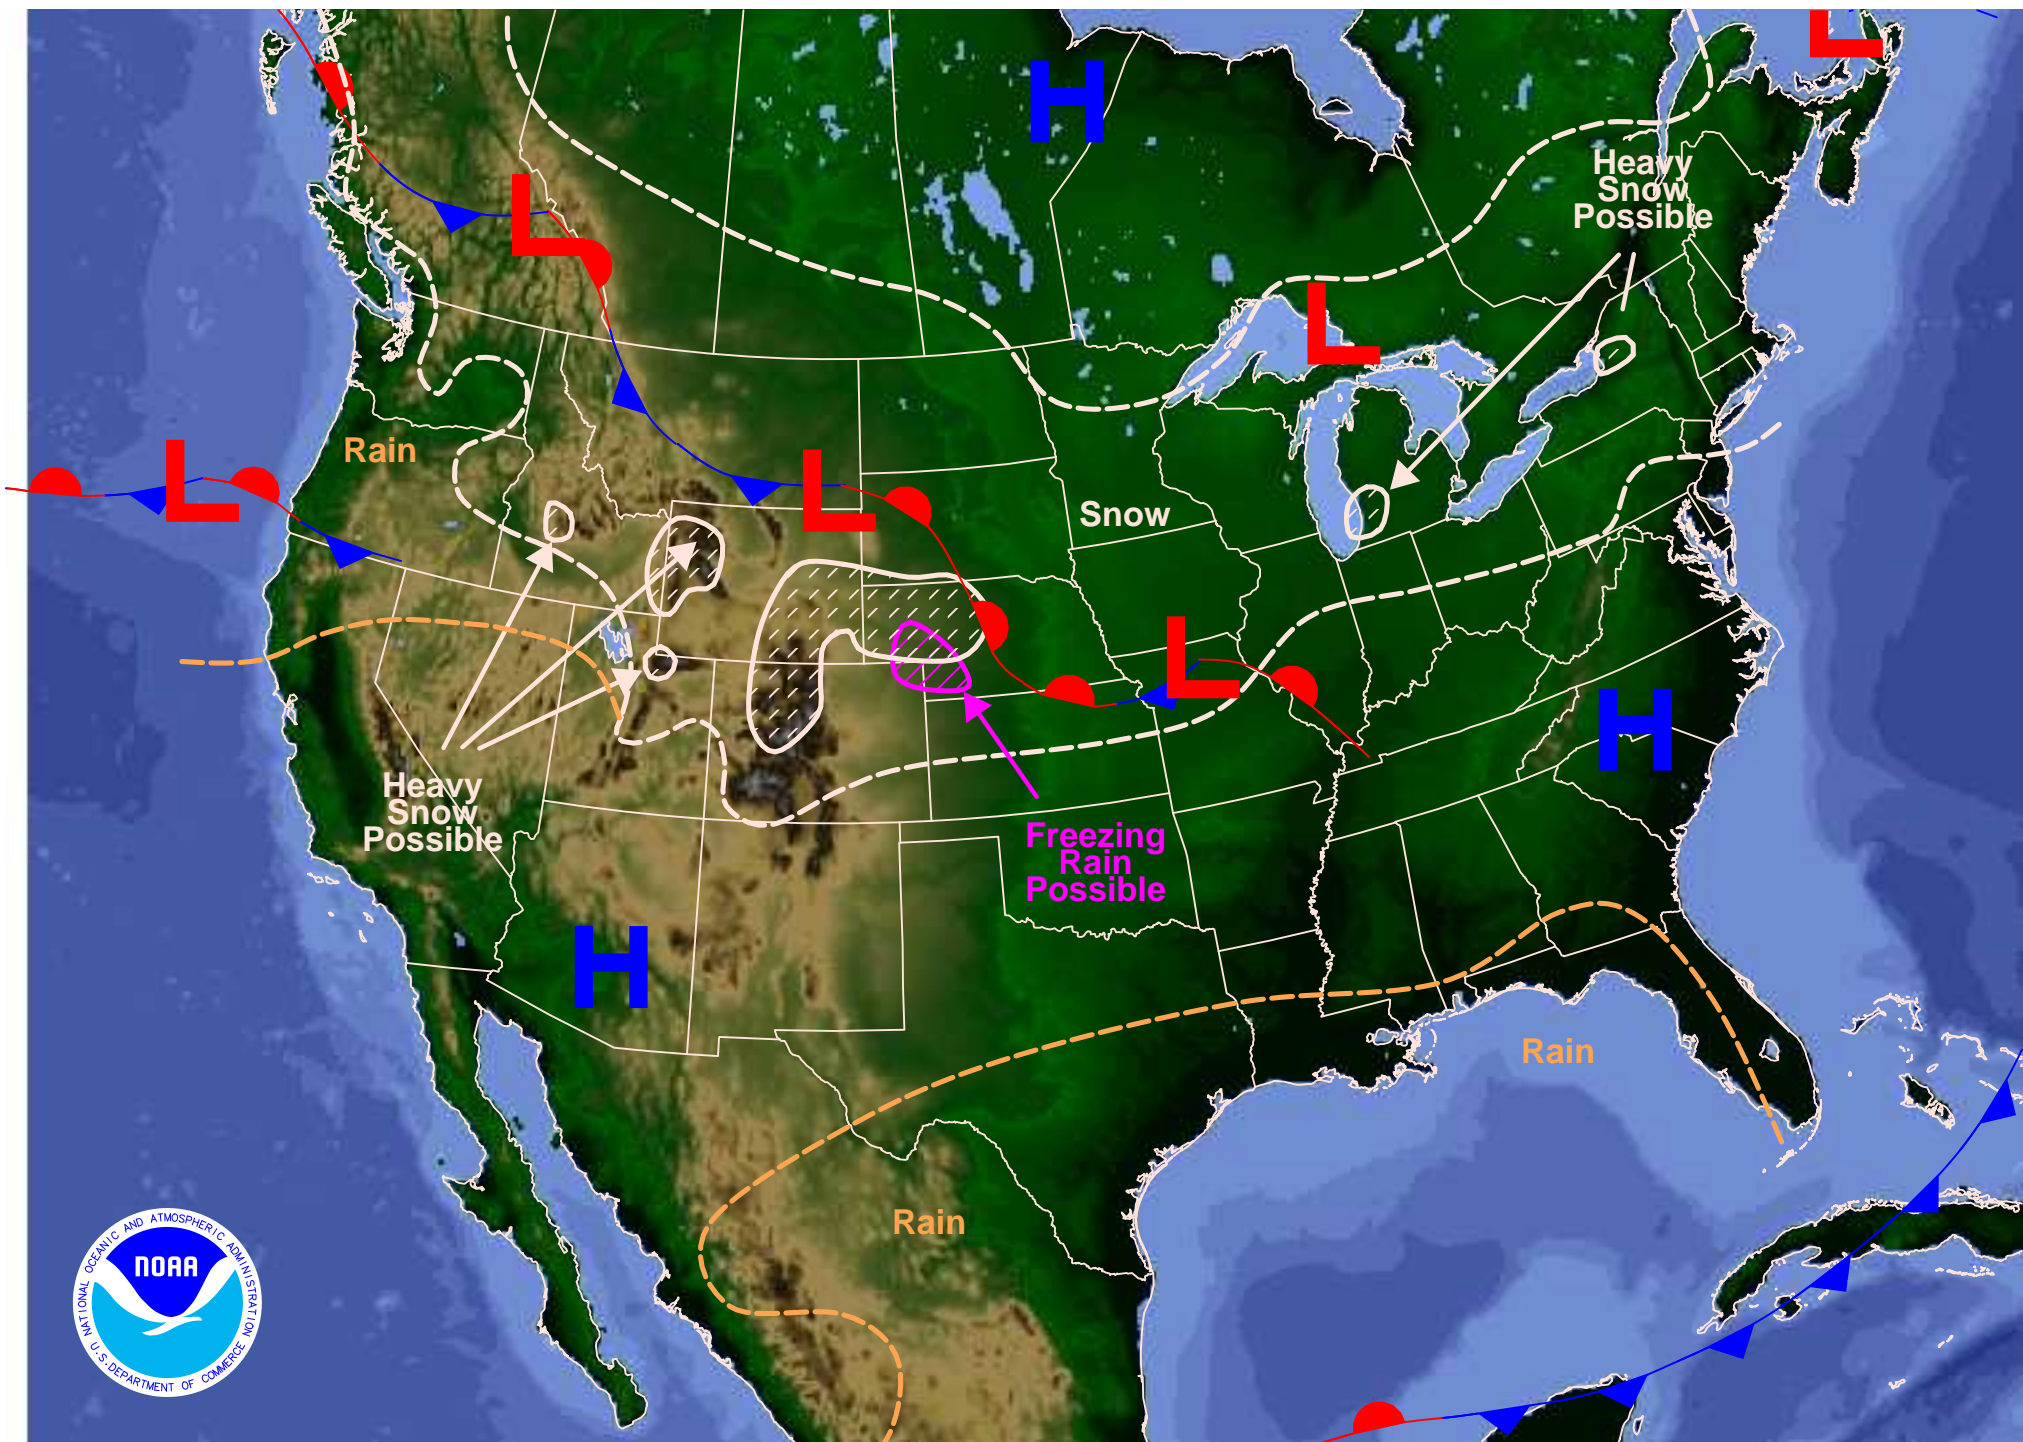 L
H
Heavy
Snow
Possible
L
L
Rain
L
L
Snow
L
H
Heavy
Snow
Possible
Freezing
Rain
Possible
H
Rain
Rain
NATIONAL OCEANIC AND ATMOSPHERIC ADMINISTRATION
NOAA
U.S. DEPARTMENT OF COMMERCE